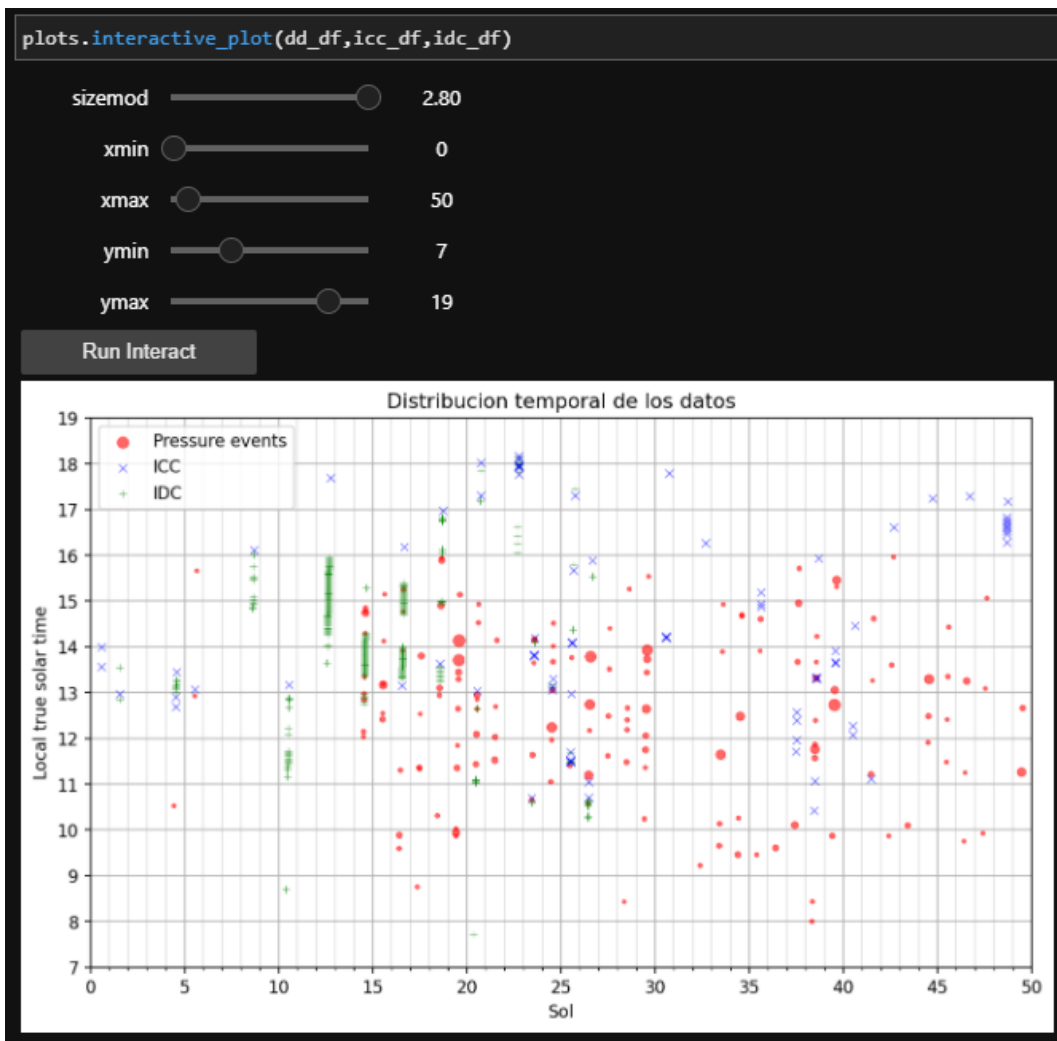 plots.interactive_plot(dd_df,icc_df,idc_df)
sizemod 2.80
xmin 0
xmax 50
ymin 7
ymax 19
Run Interact
Distribucion temporal de los datos
Pressure events
ICC
IDC
Local true solar time
19
18
17
16
15
14
13
12
11
10
9
8
7
0 5 10 15 20 25 30 35 40 45 50
Sol